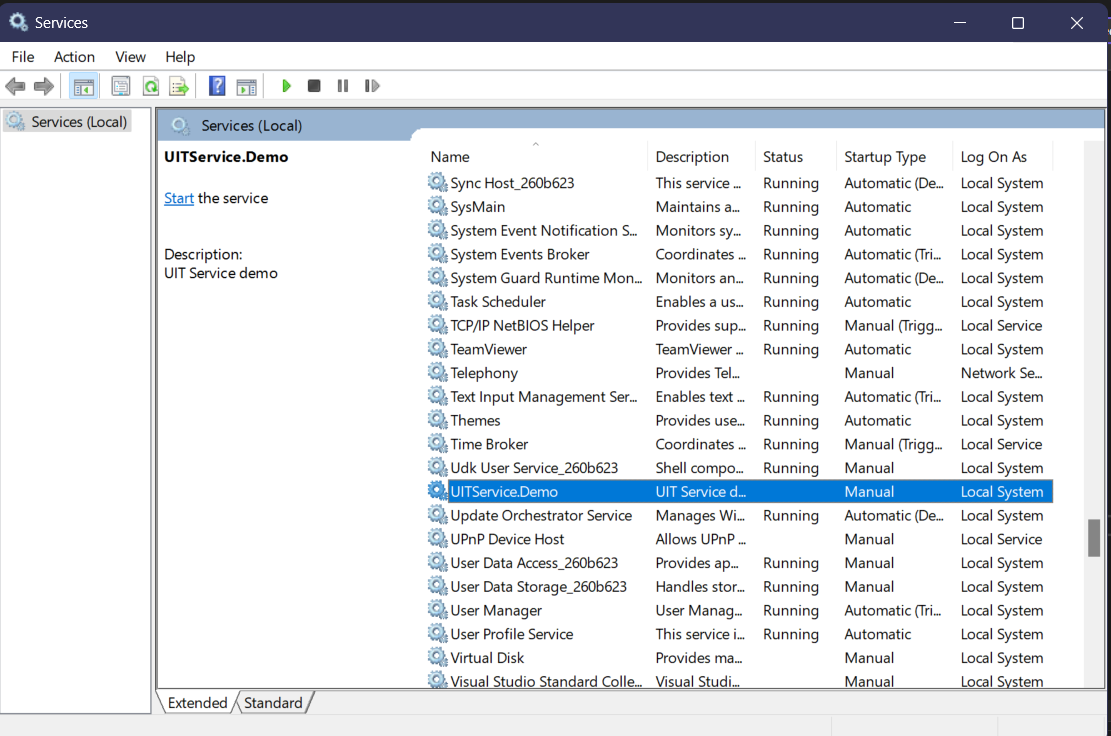 Services
File Action View Help
Services (Local)
Services (Local)
UITService.Demo
Start the service
Description:
UIT Service demo
Name Description Status Startup Type Log On As
Sync Host_260b623 This service ... Running Automatic (De... Local System
SysMain Maintains a... Running Automatic Local System
System Event Notification S... Monitors sy... Running Automatic Local System
System Events Broker Coordinates ... Running Automatic (Tri... Local System
System Guard Runtime Mon... Monitors an... Running Automatic (De... Local System
Task Scheduler Enables a us... Running Automatic Local System
TCP/IP NetBIOS Helper Provides sup... Running Manual (Trigg... Local Service
TeamViewer TeamViewer ... Running Automatic Local System
Telephony Provides Tel... Manual Network Se...
Text Input Management Ser... Enables text ... Running Automatic (Tri... Local System
Themes Provides use... Running Automatic Local System
Time Broker Coordinates ... Running Manual (Trigg... Local Service
Udk User Service_260b623 Shell compo... Running Manual Local System
UITService.Demo UIT Service d... Manual Local System
Update Orchestrator Service Manages Wi... Running Automatic (De... Local System
UPnP Device Host Allows UPnP ... Manual Local Service
User Data Access_260b623 Provides ap... Running Manual Local System
User Data Storage_260b623 Handles stor... Running Manual Local System
User Manager User Manag... Running Automatic (Tri... Local System
User Profile Service This service i... Running Automatic Local System
Virtual Disk Provides ma... Manual Local System
Visual Studio Standard Colle... Visual Studi... Manual Local System
Extended Standard